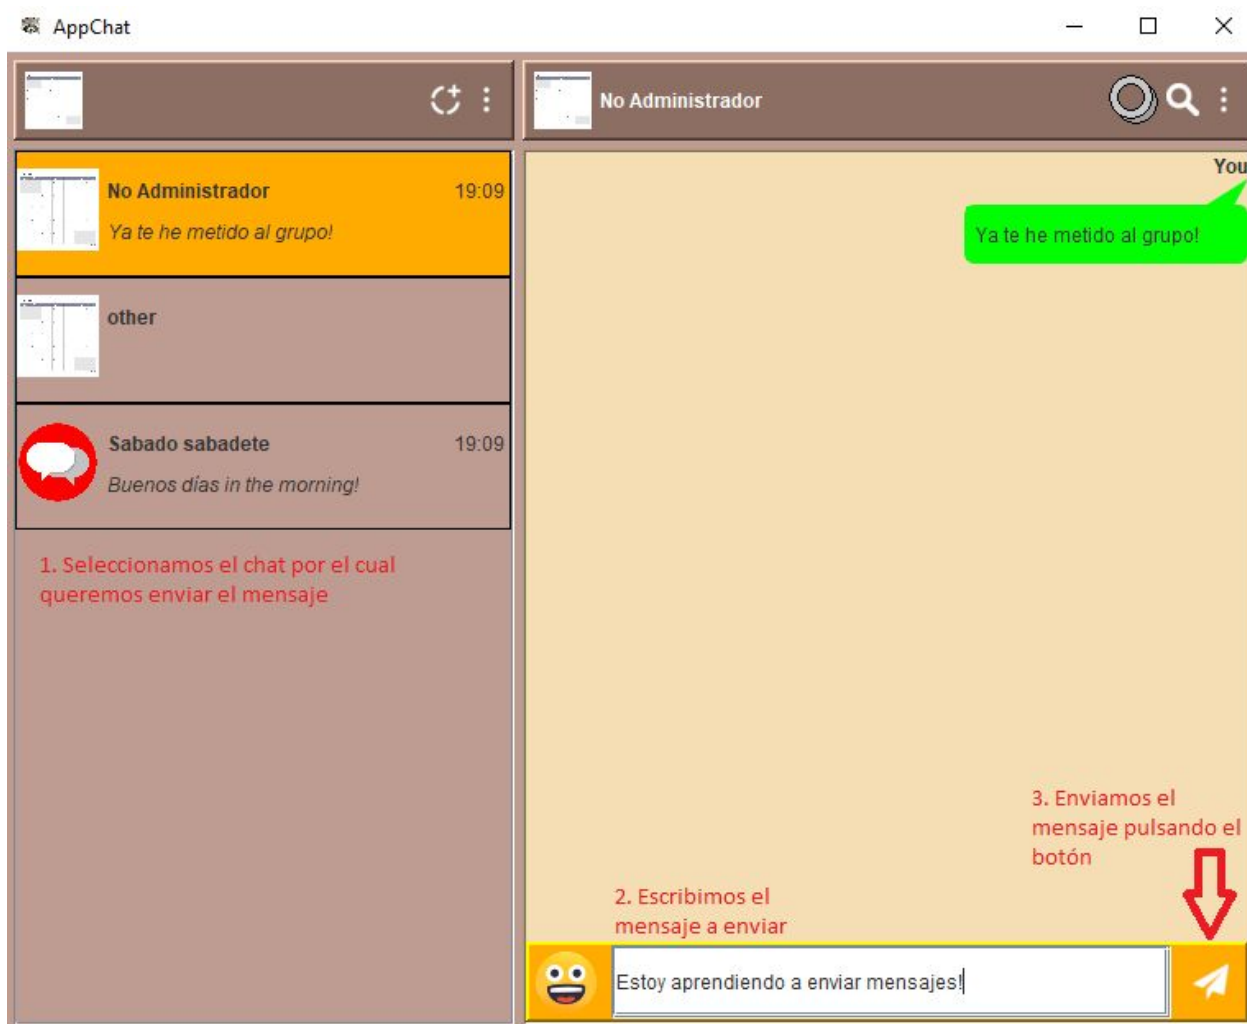 AppChat
No Administrador
No Administrador 19:09
Ya te he metido al grupo!
other
Sabado sabadete 19:09
Buenos días in the morning!
1. Seleccionamos el chat por el cual
queremos enviar el mensaje
You
Ya te he metido al grupo!
2. Escribimos el
mensaje a enviar
3. Enviamos el
mensaje pulsando el
botón
Estoy aprendiendo a enviar mensajes!